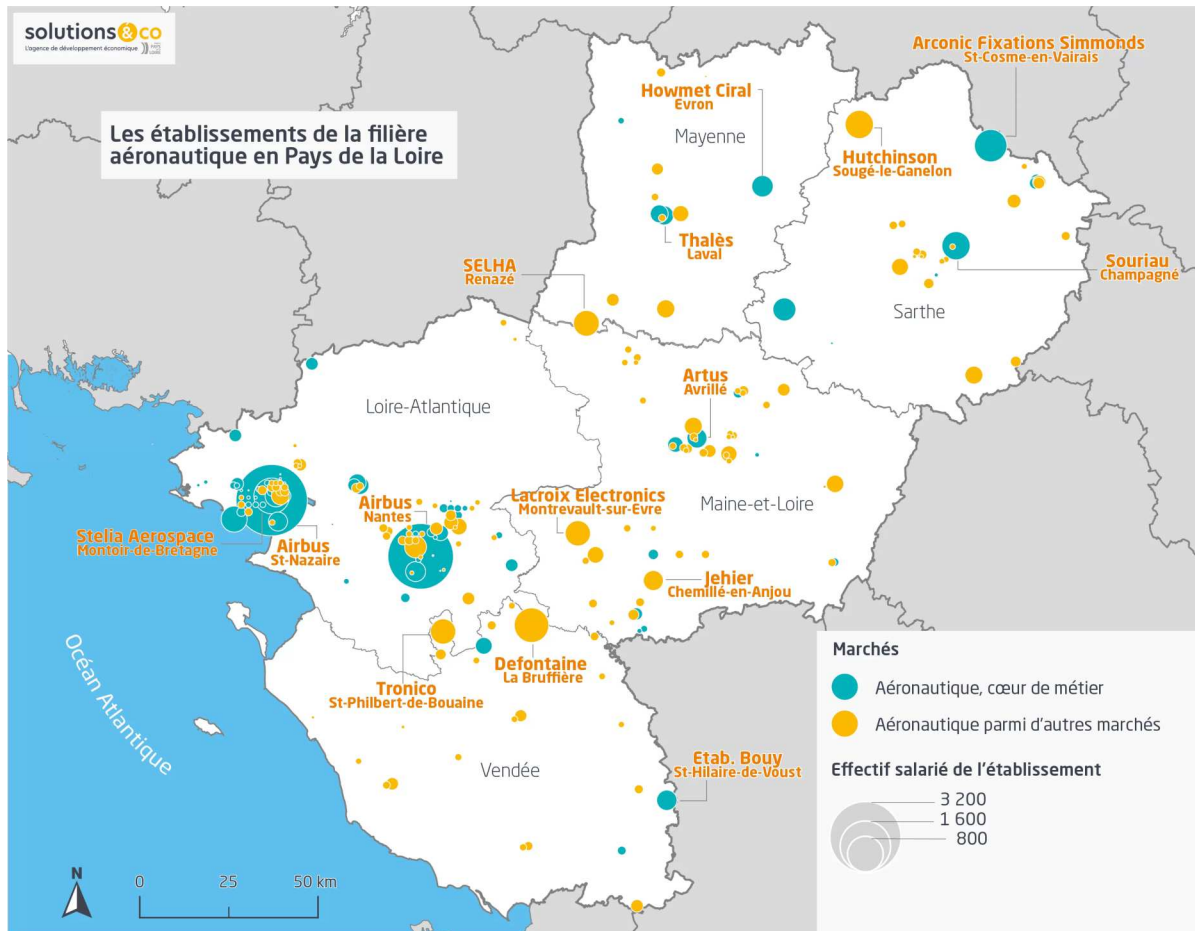 solutions&co
L'agence de développement économique
Les établissements de la filière
aéronautique en Pays de la Loire
Arconic Fixations Simmonds
St-Cosme-en-Vairais
Howmet Ciral
Evron
Mayenne
Hutchinson
Sougé-le-Ganelon
Thalès
Laval
SELHA
Renazé
Souriau
Champagné
Sarthe
Artus
Avrillé
Loire-Atlantique
Maine-et-Loire
Lacroix Electronics
Montrevault-sur-Evre
Airbus
Nantes
Stelia Aerospace
Montoir-de-Bretagne
Airbus
St-Nazaire
Jehier
Chemillé-en-Anjou
Defontaine
La Bruffière
Tronico
St-Philbert-de-Bouaine
Océan Atlantique
Vendée
Etab. Bouy
St-Hilaire-de-Voust
Marchés
Aéronautique, cœur de métier
Aéronautique parmi d'autres marchés
Effectif salarié de l'établissement
3 200
1 600
800
N
0 25 50 km